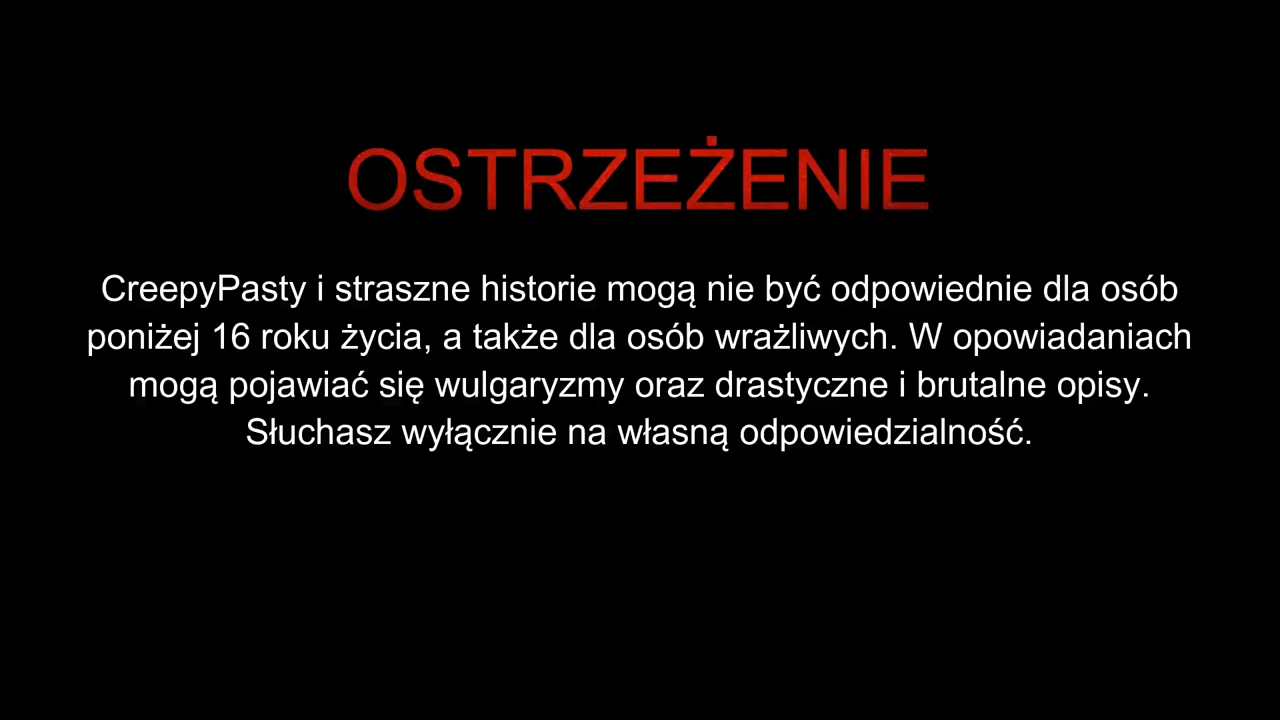 OSTRZEŻENIE
CreepyPasty i straszne historie mogą nie być odpowiednie dla osób
poniżej 16 roku życia, a także dla osób wrażliwych. W opowiadaniach
mogą pojawiać się wulgaryzmy oraz drastyczne i brutalne opisy.
Słuchasz wyłącznie na własną odpowiedzialność.